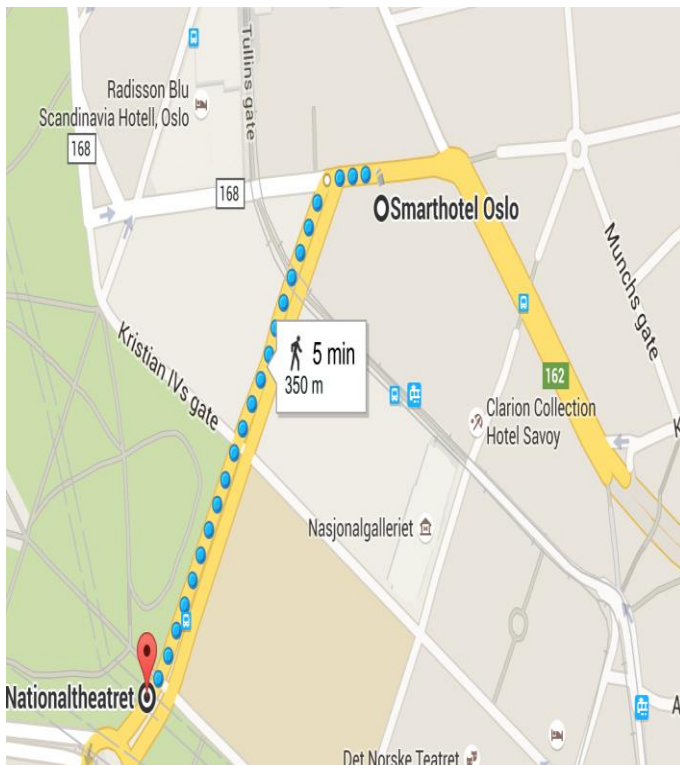 Tullins gate
Radisson Blu
Scandinavia Hotell, Oslo
168
168
Smarthotel Oslo
Munchs gate
Kristian IVs gate
5 min
350 m
162
Clarion Collection
Hotel Savoy
K
Nasjonalgalleriet
Nationaltheatret
A
Det Norske Teatret